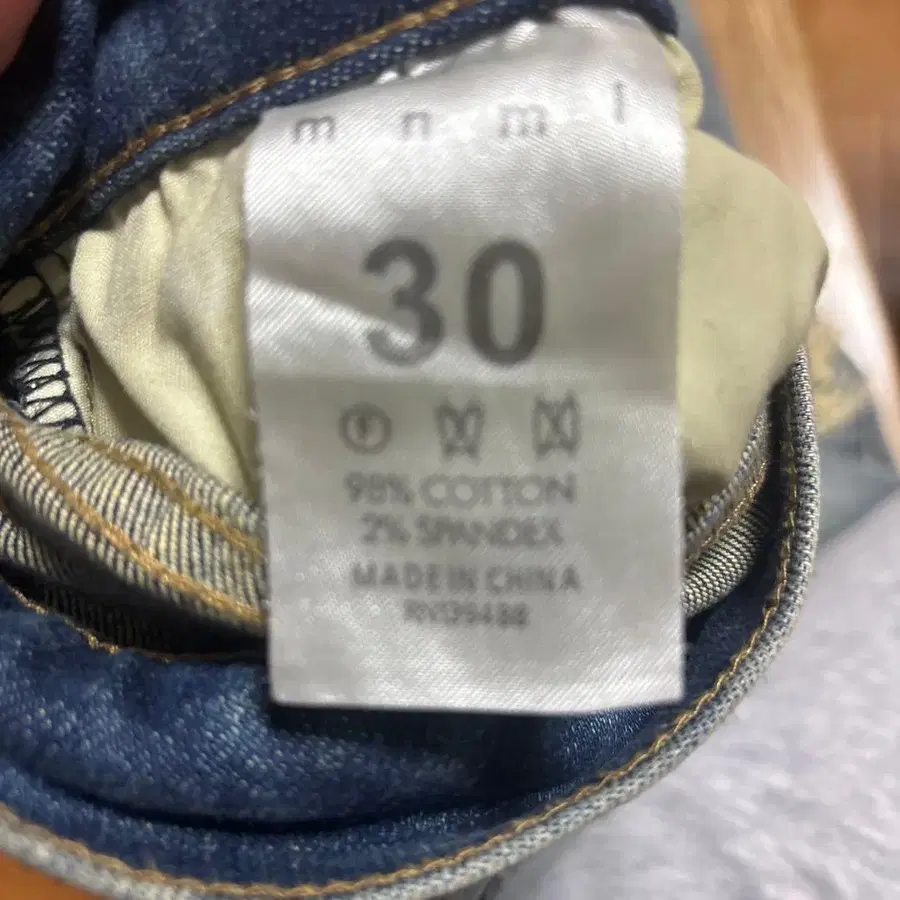 m n m l
30
98% COTTON
2% SPANDEX
MADE IN CHINA